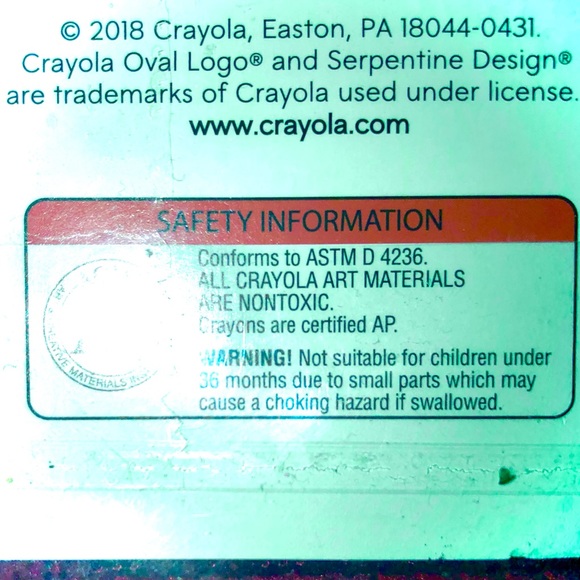 © 2018 Crayola, Easton, PA 18044-0431.
Crayola Oval Logo® and Serpentine Design®
are trademarks of Crayola used under license.
www.crayola.com
SAFETY INFORMATION
Conforms to ASTM D 4236.
ALL CRAYOLA ART MATERIALS
ARE NONTOXIC.
Crayons are certified AP.
WARNING! Not suitable for children under
36 months due to small parts which may
cause a choking hazard if swallowed.
MATERIALS